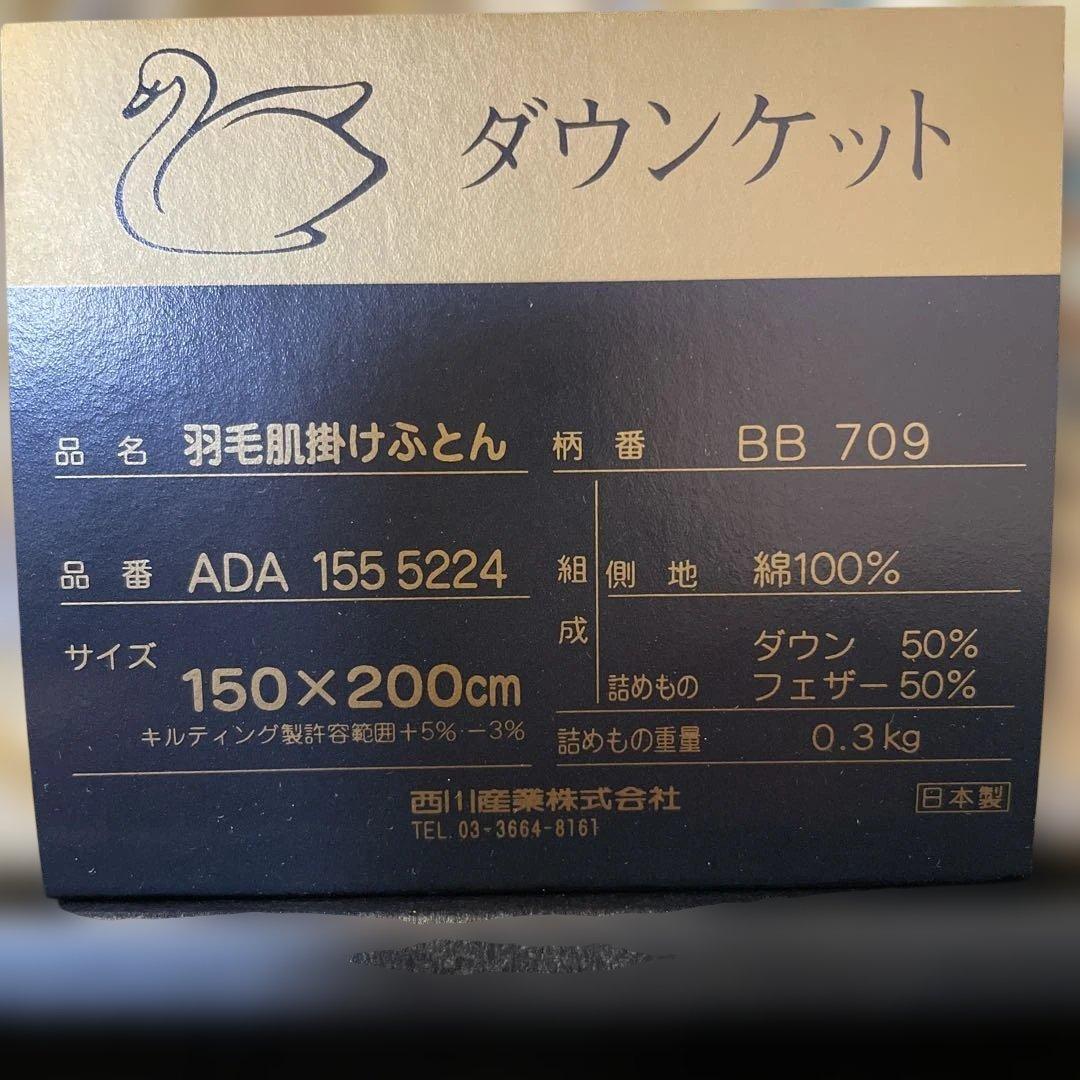 ダウンケット
品名 羽毛肌掛けふとん
柄番 BB 709
品番 ADA 155 5224
組成 側地 綿100%
詰めもの ダウン 50%
フェザー 50%
サイズ 150×200cm
キルティング製許容範囲+5% -3%
詰めもの重量 0.3kg
西川産業株式会社
TEL. 03-3664-8161
日本製